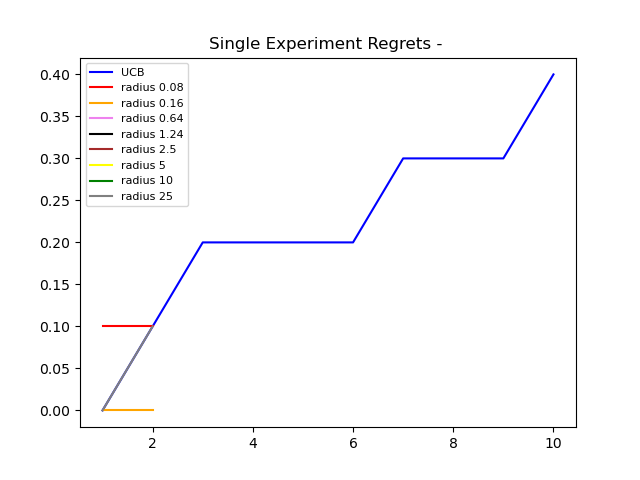 Single Experiment Regrets -
UCB
radius 0.08
radius 0.16
radius 0.64
radius 1.24
radius 2.5
radius 5
radius 10
radius 25
0.40
0.35
0.30
0.25
0.20
0.15
0.10
0.05
0.00
2 4 6 8 10